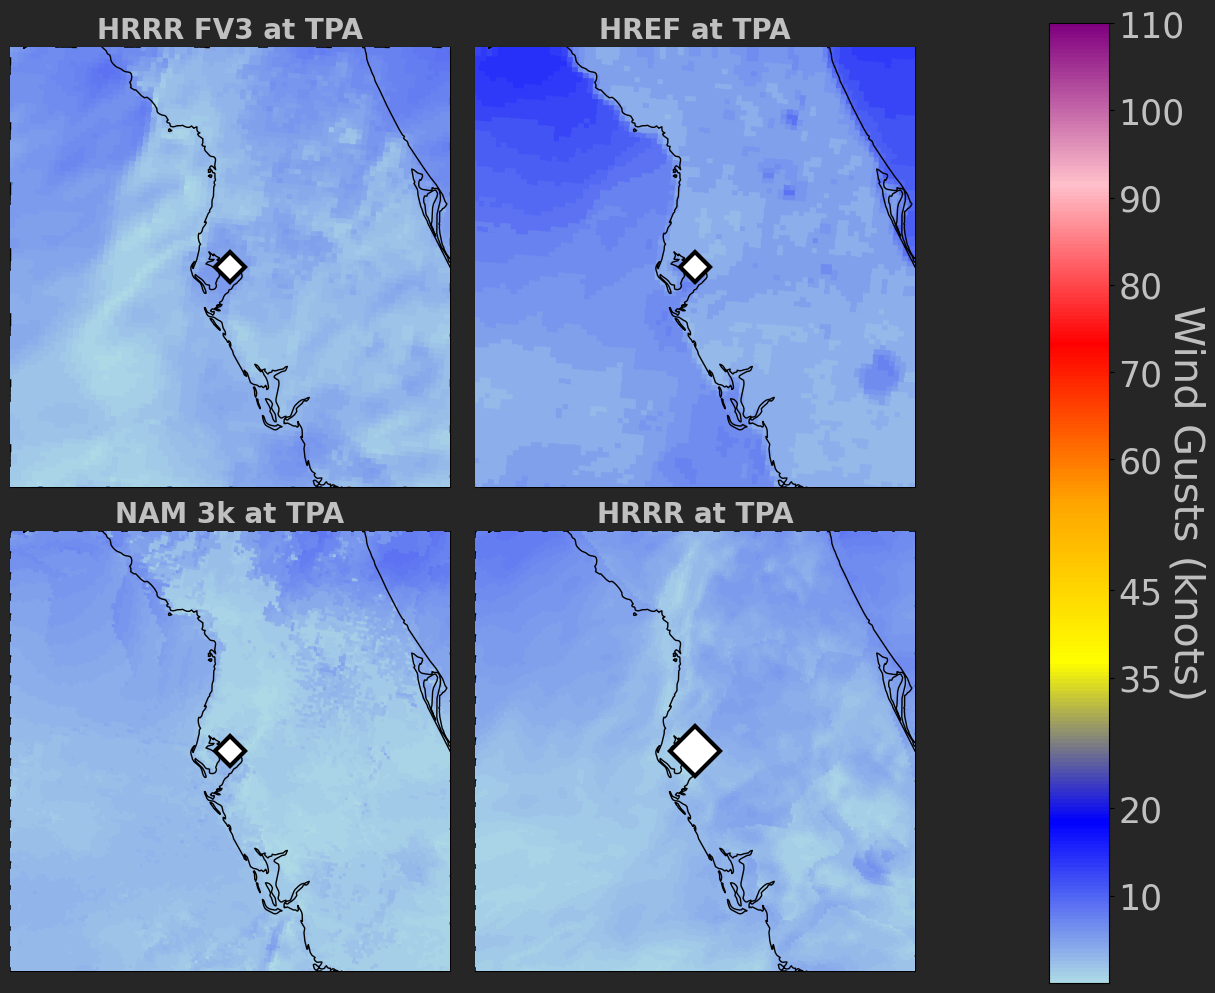 HRRR FV3 at TPA
HREF at TPA
NAM 3k at TPA
HRRR at TPA
110
100
90
80
70
60
45
35
20
10
Wind Gusts (knots)